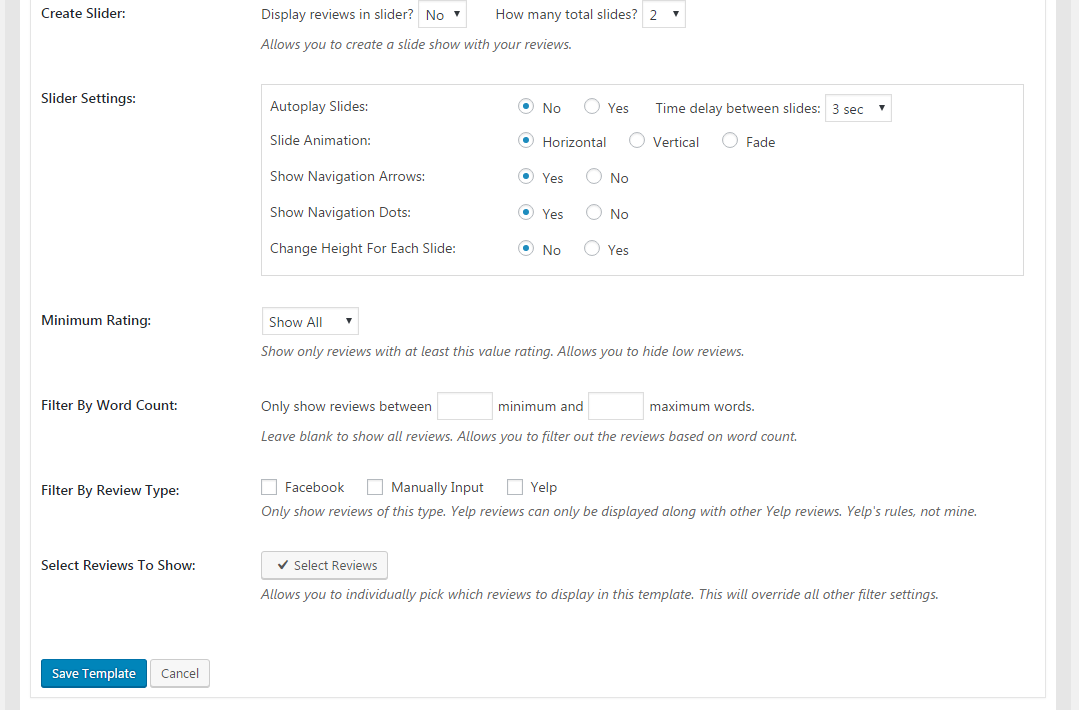 Create Slider: Display reviews in slider? No How many total slides? 2
Allows you to create a slide show with your reviews.
Slider Settings:
Autoplay Slides: No Yes Time delay between slides: 3 sec
Slide Animation: Horizontal Vertical Fade
Show Navigation Arrows: Yes No
Show Navigation Dots: Yes No
Change Height For Each Slide: No Yes
Minimum Rating: Show All
Show only reviews with at least this value rating. Allows you to hide low reviews.
Filter By Word Count: Only show reviews between minimum and maximum words.
Leave blank to show all reviews. Allows you to filter out the reviews based on word count.
Filter By Review Type: Facebook Manually Input Yelp
Only show reviews of this type. Yelp reviews can only be displayed along with other Yelp reviews. Yelp's rules, not mine.
Select Reviews To Show: Select Reviews
Allows you to individually pick which reviews to display in this template. This will override all other filter settings.
Save Template Cancel